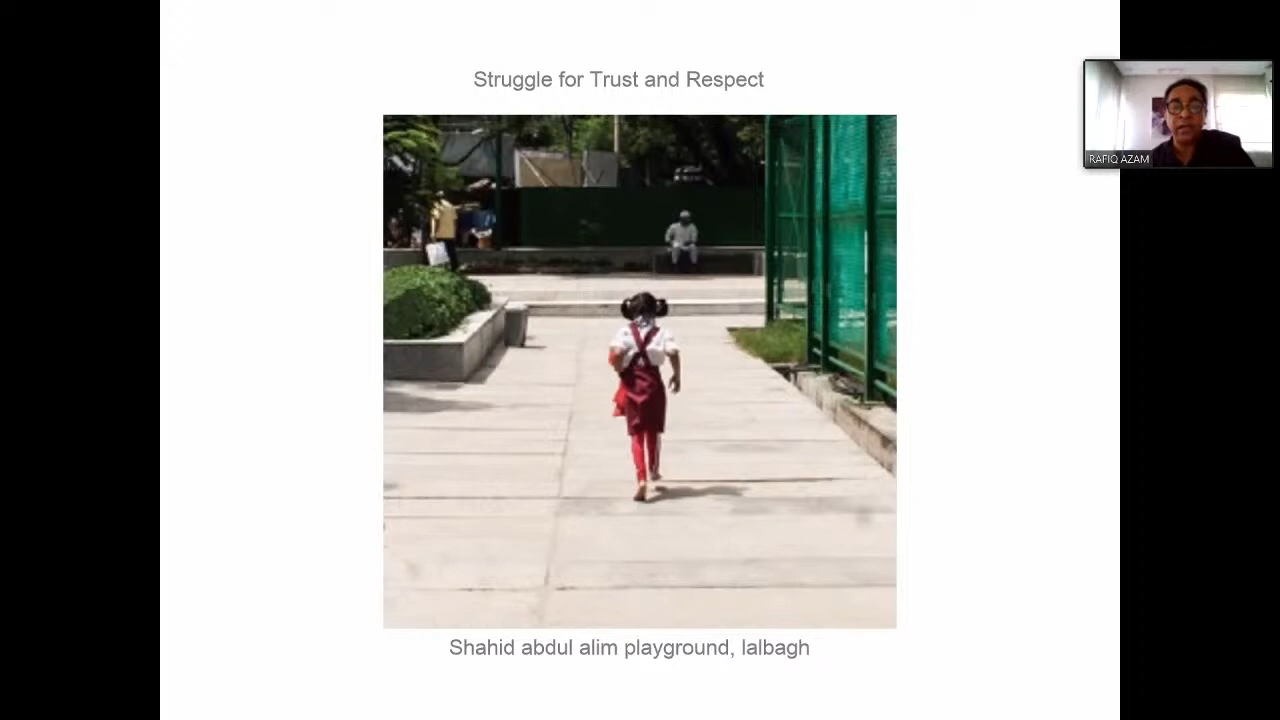 Struggle for Trust and Respect
RAFIQ AZAM
Shahid abdul alim playground, lalbagh